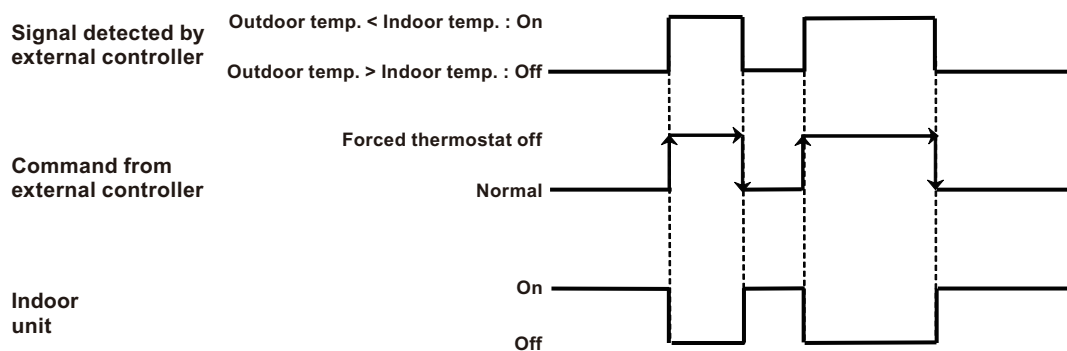 Signal detected by
external controller
Outdoor temp. < Indoor temp. : On
Outdoor temp. > Indoor temp. : Off
Command from
external controller
Forced thermostat off
Normal
Indoor
unit
On
Off